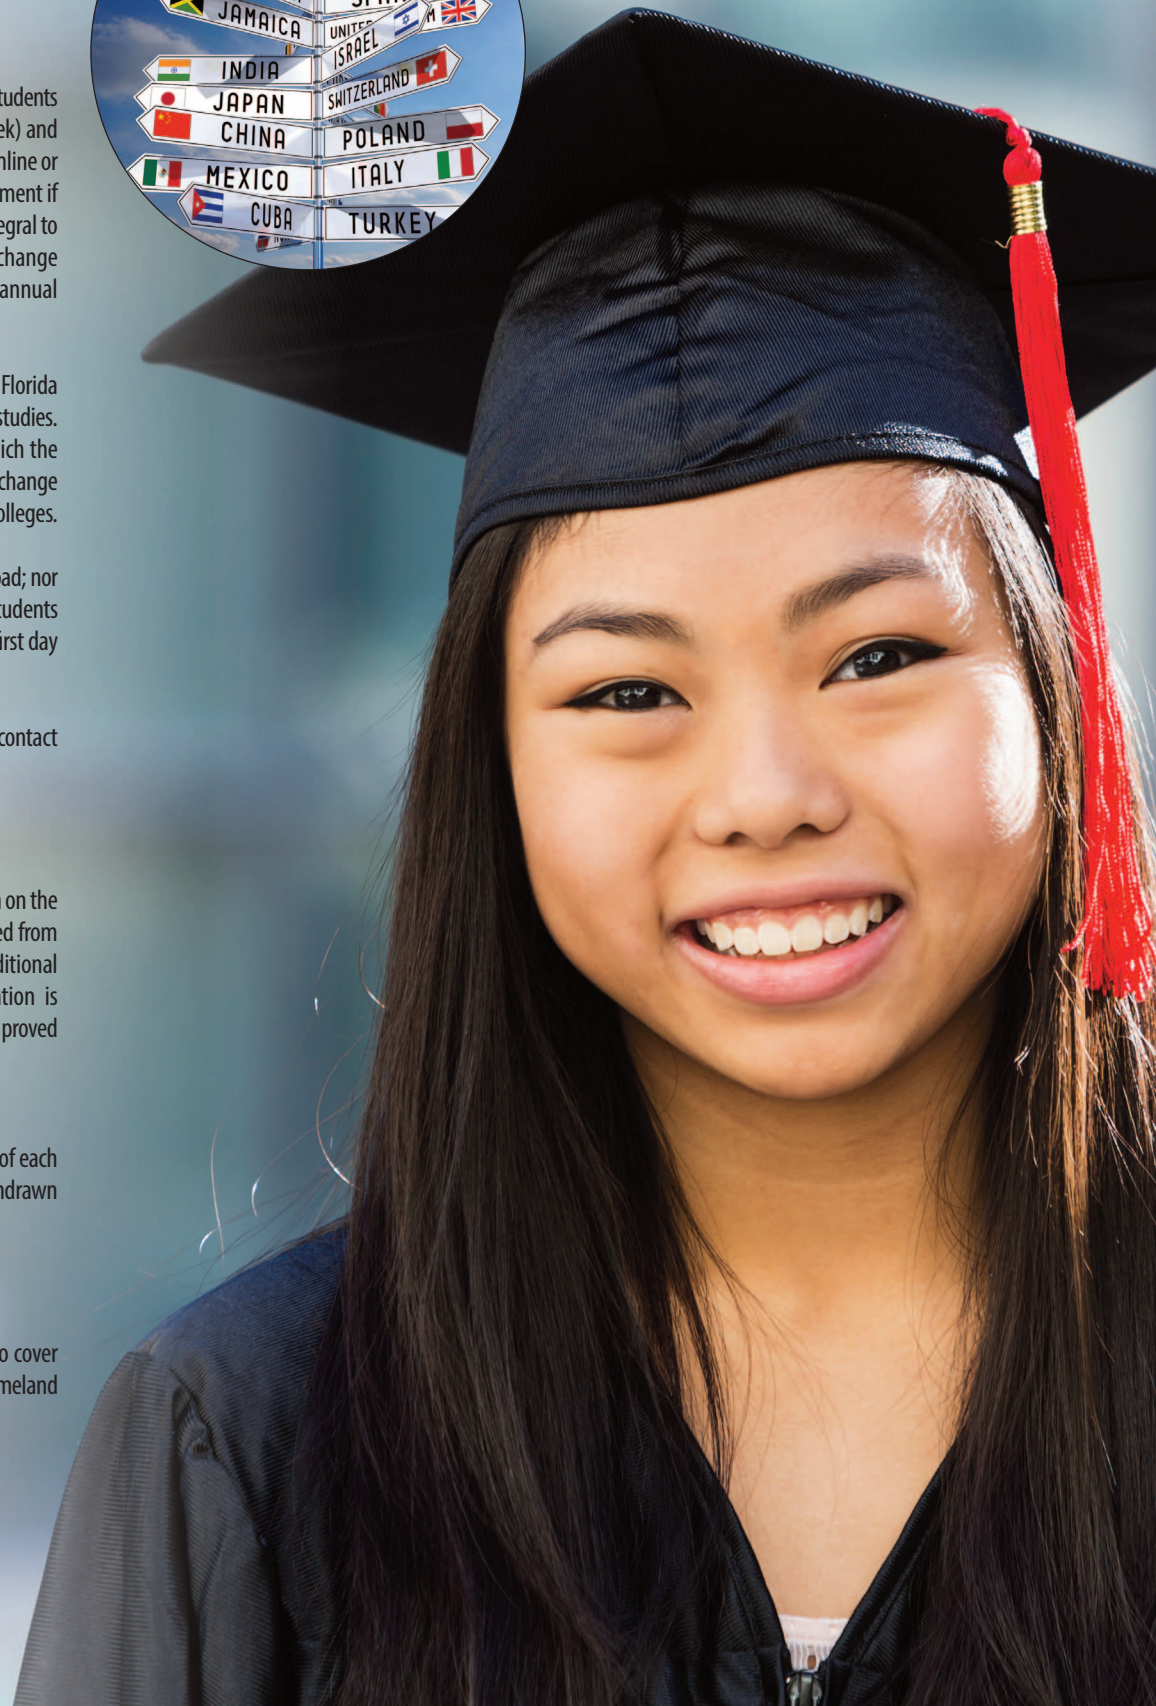 JAMAICA
UNITE
M
ISRAEL
INDIA
SWITZERLAND
JAPAN
CHINA
POLAND
MEXICO
ITALY
CUBA
TURKEY
tudents
ek) and
nline or
ment if
egral to
change
annual
Florida
studies.
ich the
change
olleges.
oad; nor
tudents
irst day
contact
on the
ed from
ditional
tion is
proved
of each
ndrawn
o cover
meland